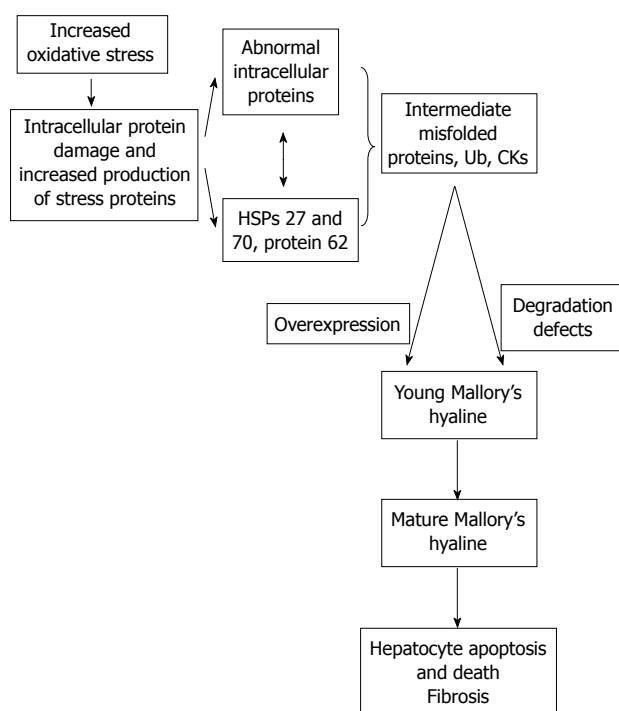 Increased
oxidative stress
Intracellular protein
damage and
increased production
of stress proteins
Abnormal
intracellular
proteins
HSPs 27 and
70, protein 62
Intermediate
misfolded
proteins, Ub, CKs
Overexpression
Degradation
defects
Young Mallory's
hyaline
Mature Mallory's
hyaline
Hepatocyte apoptosis
and death
Fibrosis